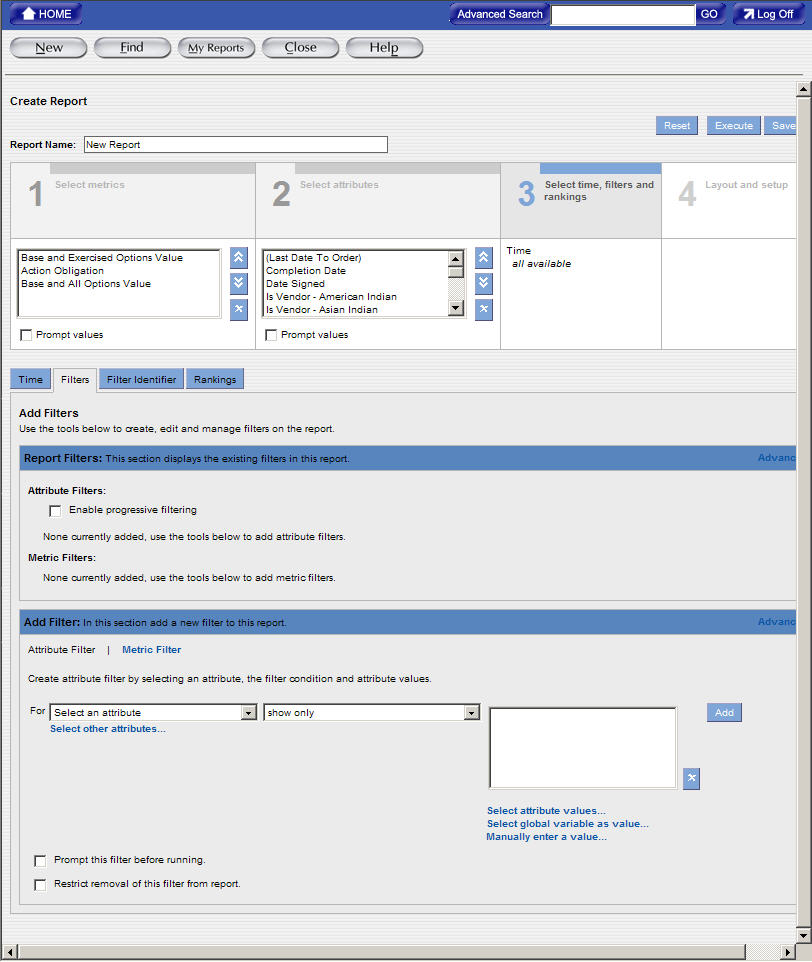 HOME
Advanced Search
GO
Log Off
New
Find
My Reports
Close
Help
Create Report
Reset
Execute
Save
Report Name:
New Report
1
Select metrics
2
Select attributes
3
Select time, filters and
rankings
4
Layout and setup
Base and Exercised Options Value
Action Obligation
Base and All Options Value
Prompt values
(Last Date To Order)
Completion Date
Date Signed
Is Vendor - American Indian
Is Vendor - Asian Indian
Prompt values
Time
all available
Time
Filters
Filter Identifier
Rankings
Add Filters
Use the tools below to create, edit and manage filters on the report.
Report Filters: This section displays the existing filters in this report.
Advanc
Attribute Filters:
Enable progressive filtering
None currently added, use the tools below to add attribute filters.
Metric Filters:
None currently added, use the tools below to add metric filters.
Add Filter: In this section add a new filter to this report.
Advanc
Attribute Filter | Metric Filter
Create attribute filter by selecting an attribute, the filter condition and attribute values.
For
Select an attribute
show only
Add
Select other attributes...
Select attribute values...
Select global variable as value...
Manually enter a value...
Prompt this filter before running.
Restrict removal of this filter from report.